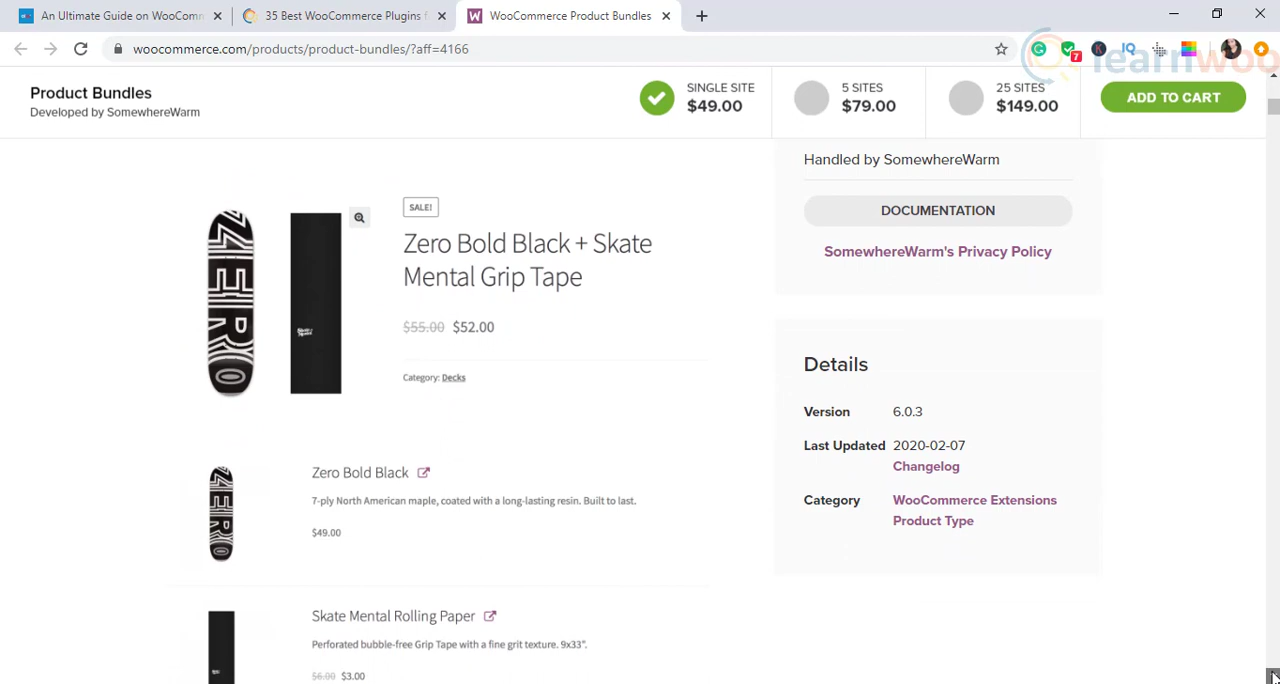 An Ultimate Guide on WooComm
35 Best WooCommerce Plugins f
WooCommerce Product Bundles
woocommerce.com/products/product-bundles/?aff=4166
7
IQ
learnwoo
Product Bundles
Developed by SomewhereWarm
SINGLE SITE
$49.00
5 SITES
$79.00
25 SITES
$149.00
ADD TO CART
Handled by SomewhereWarm
DOCUMENTATION
SomewhereWarm's Privacy Policy
SALE!
Zero Bold Black + Skate
Mental Grip Tape
$55.00 $52.00
Category: Decks
ZERO
Details
Version 6.0.3
Last Updated 2020-02-07
Changelog
Category WooCommerce Extensions
Product Type
Zero Bold Black
7-ply North American maple, coated with a long-lasting resin. Built to last.
$49.00
ZERO
Skate Mental Rolling Paper
Perforated bubble-free Grip Tape with a fine grit texture. 9x33".
$6.00 $3.00